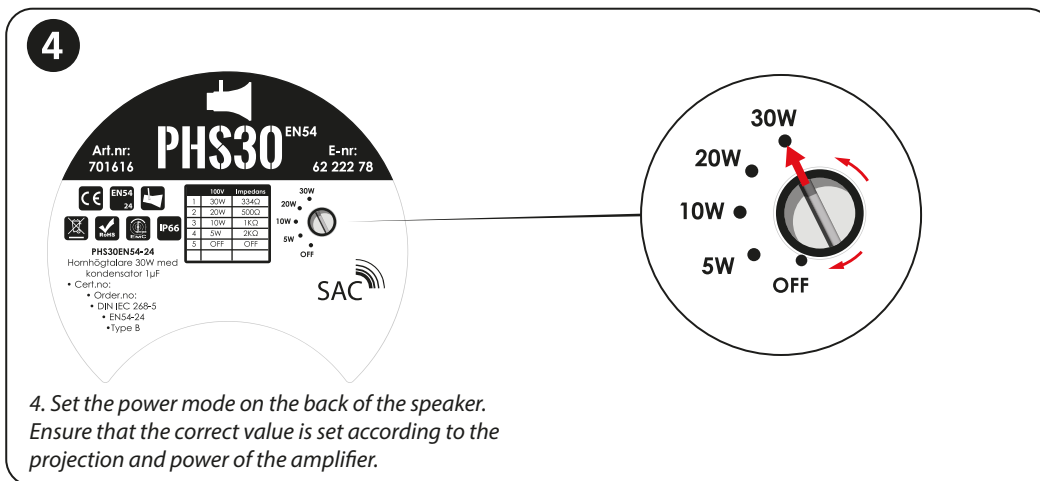 4
PHS30 EN54
Art.nr:
701616
E-nr:
62 222 78
CE
EN54
24
RoHS
EMC
IP66
100V Impedans
1 30W 334Ω
2 20W 500Ω
3 10W 1KΩ
4 5W 2KΩ
5 OFF OFF
30W
20W
10W
5W
OFF
PHS30EN54-24
Hornhögtalare 30W med
kondensator 1µF
• Cert.no:
• Order.no:
• DIN IEC 268-5
• EN54-24
•Type B
SAC
30W
20W
10W
5W
OFF
4. Set the power mode on the back of the speaker.
Ensure that the correct value is set according to the
projection and power of the amplifier.